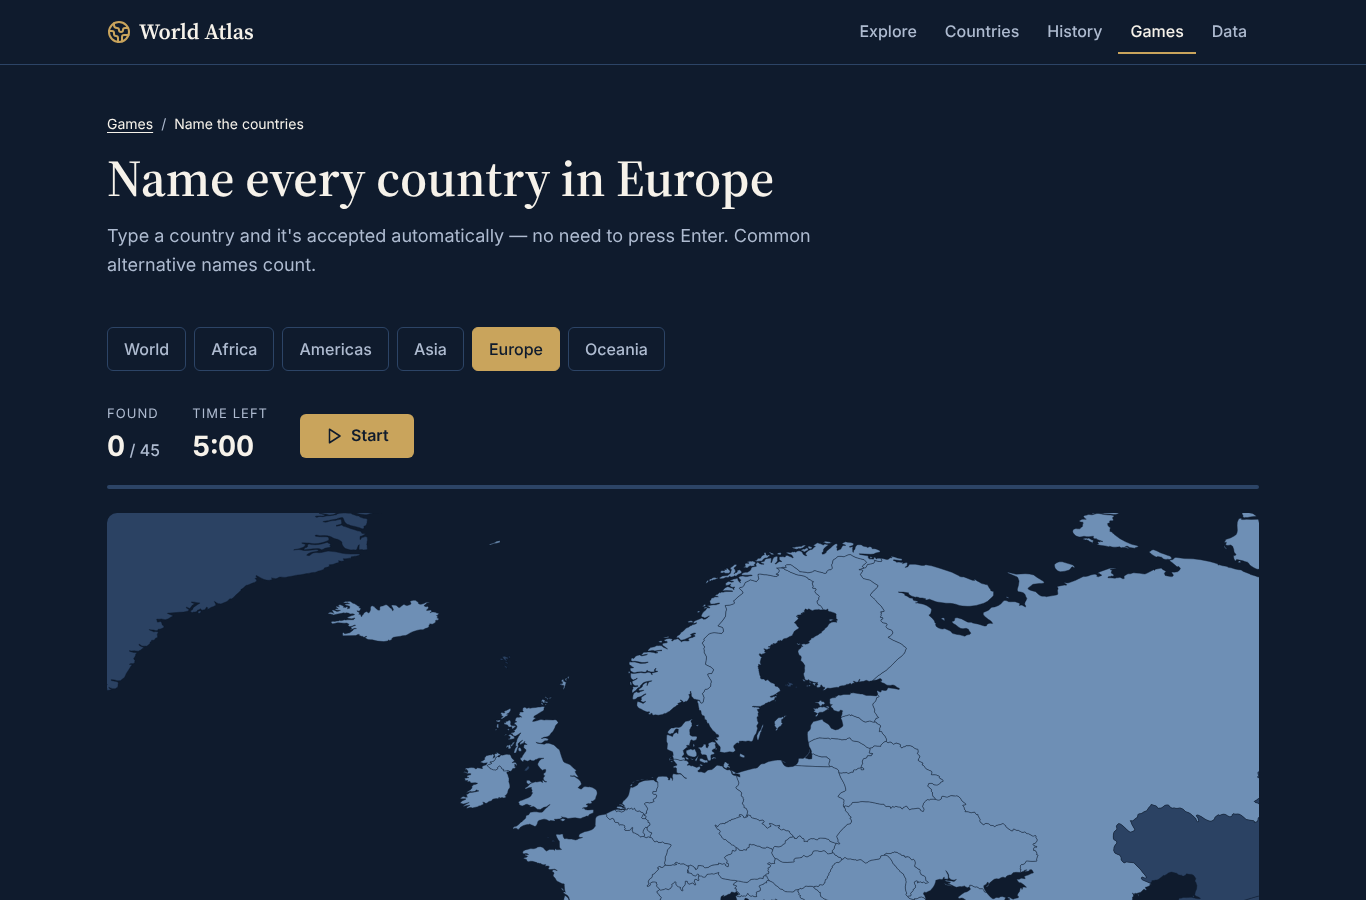 World Atlas
Explore Countries History Games Data
Games / Name the countries
Name every country in Europe
Type a country and it's accepted automatically — no need to press Enter. Common
alternative names count.
World Africa Americas Asia Europe Oceania
FOUND TIME LEFT
0 / 45 5:00 Start